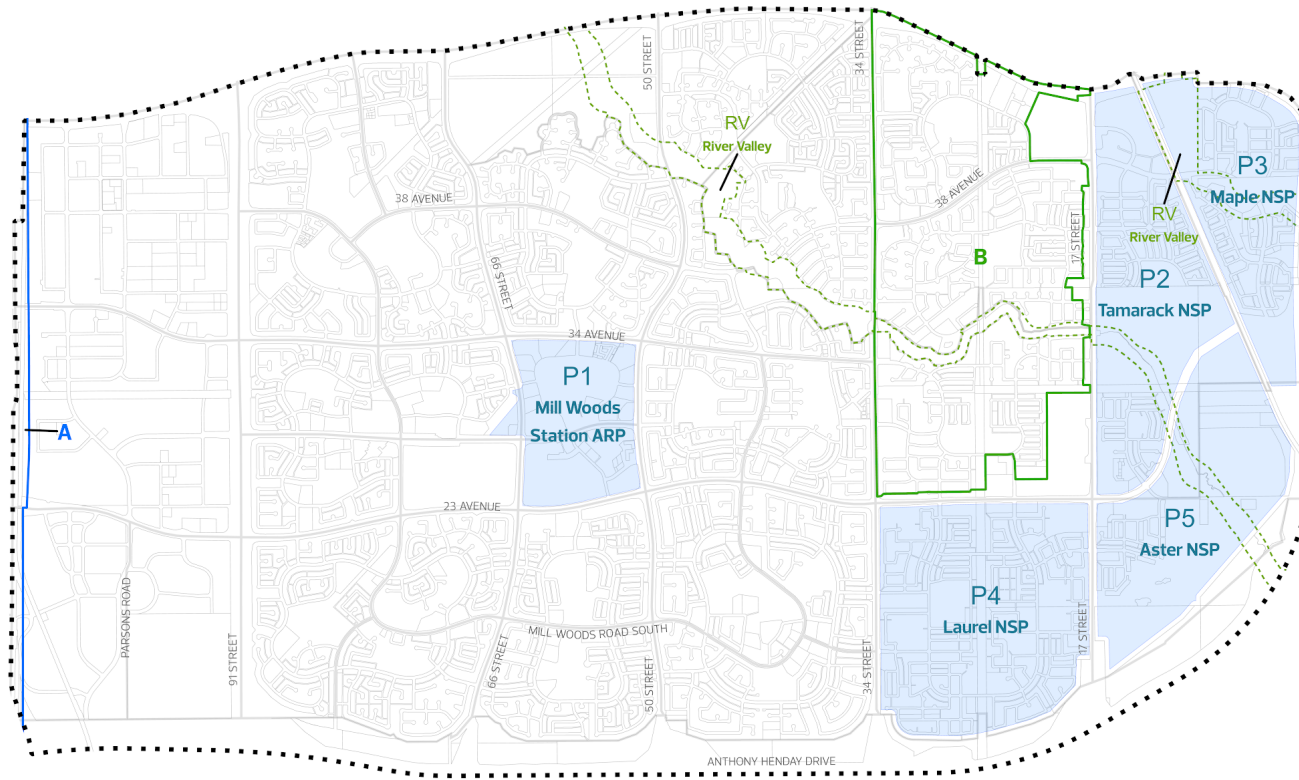 50 STREET
34 STREET
RV
River Valley
P3
Maple NSP
38 AVENUE
38 AVENUE
RV
River Valley
17 STREET
66 STREET
B
P2
Tamarack NSP
34 AVENUE
P1
Mill Woods
Station ARP
A
23 AVENUE
P5
Aster NSP
P4
Laurel NSP
PARSONS ROAD
91 STREET
MILL WOODS ROAD SOUTH
66 STREET
50 STREET
34 STREET
17 STREET
ANTHONY HENDAY DRIVE